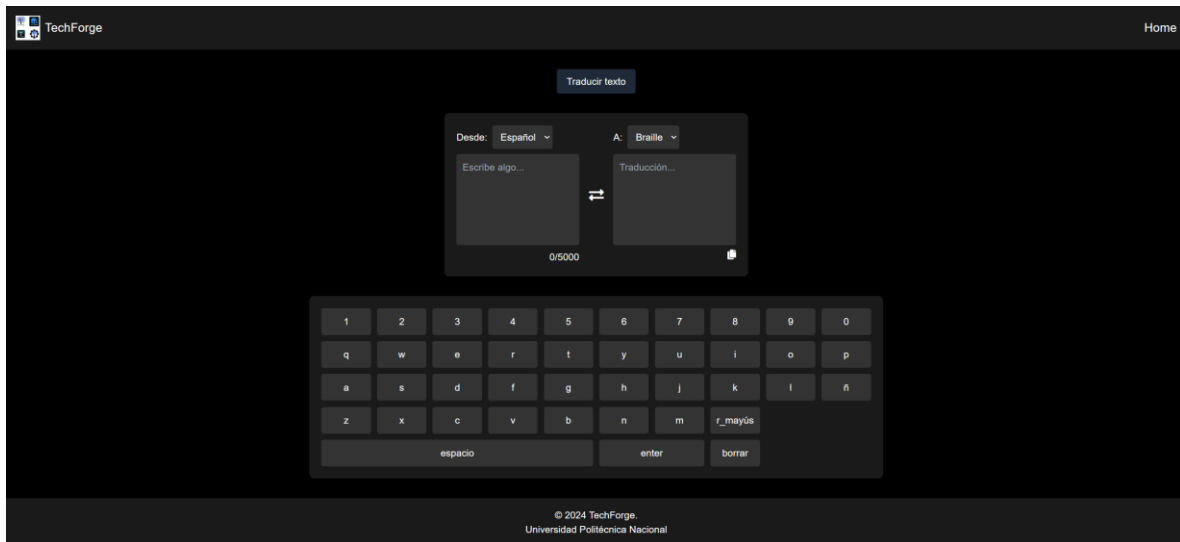 TechForge Home
Traducir texto
Desde: Español A: Braille
Escribe algo... Traducción...
0/5000
1 2 3 4 5 6 7 8 9 0
q w e r t y u i o p
a s d f g h j k l ñ
z x c v b n m r_mayús
espacio enter borrar
© 2024 TechForge.
Universidad Politécnica Nacional